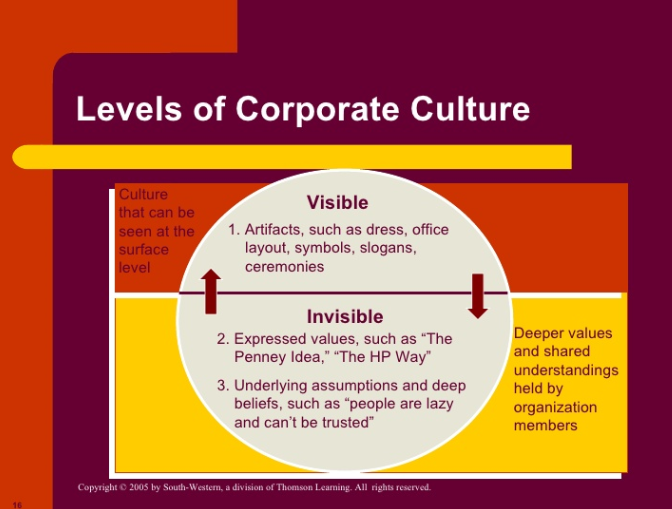 Levels of Corporate Culture
Culture
that can be
seen at the
surface
level
Visible
1. Artifacts, such as dress, office
layout, symbols, slogans,
ceremonies
Invisible
2. Expressed values, such as “The
Penney Idea,” “The HP Way”
3. Underlying assumptions and deep
beliefs, such as “people are lazy
and can’t be trusted”
Deeper values
and shared
understandings
held by
organization
members
Copyright © 2005 by South-Western, a division of Thomson Learning. All rights reserved.
16